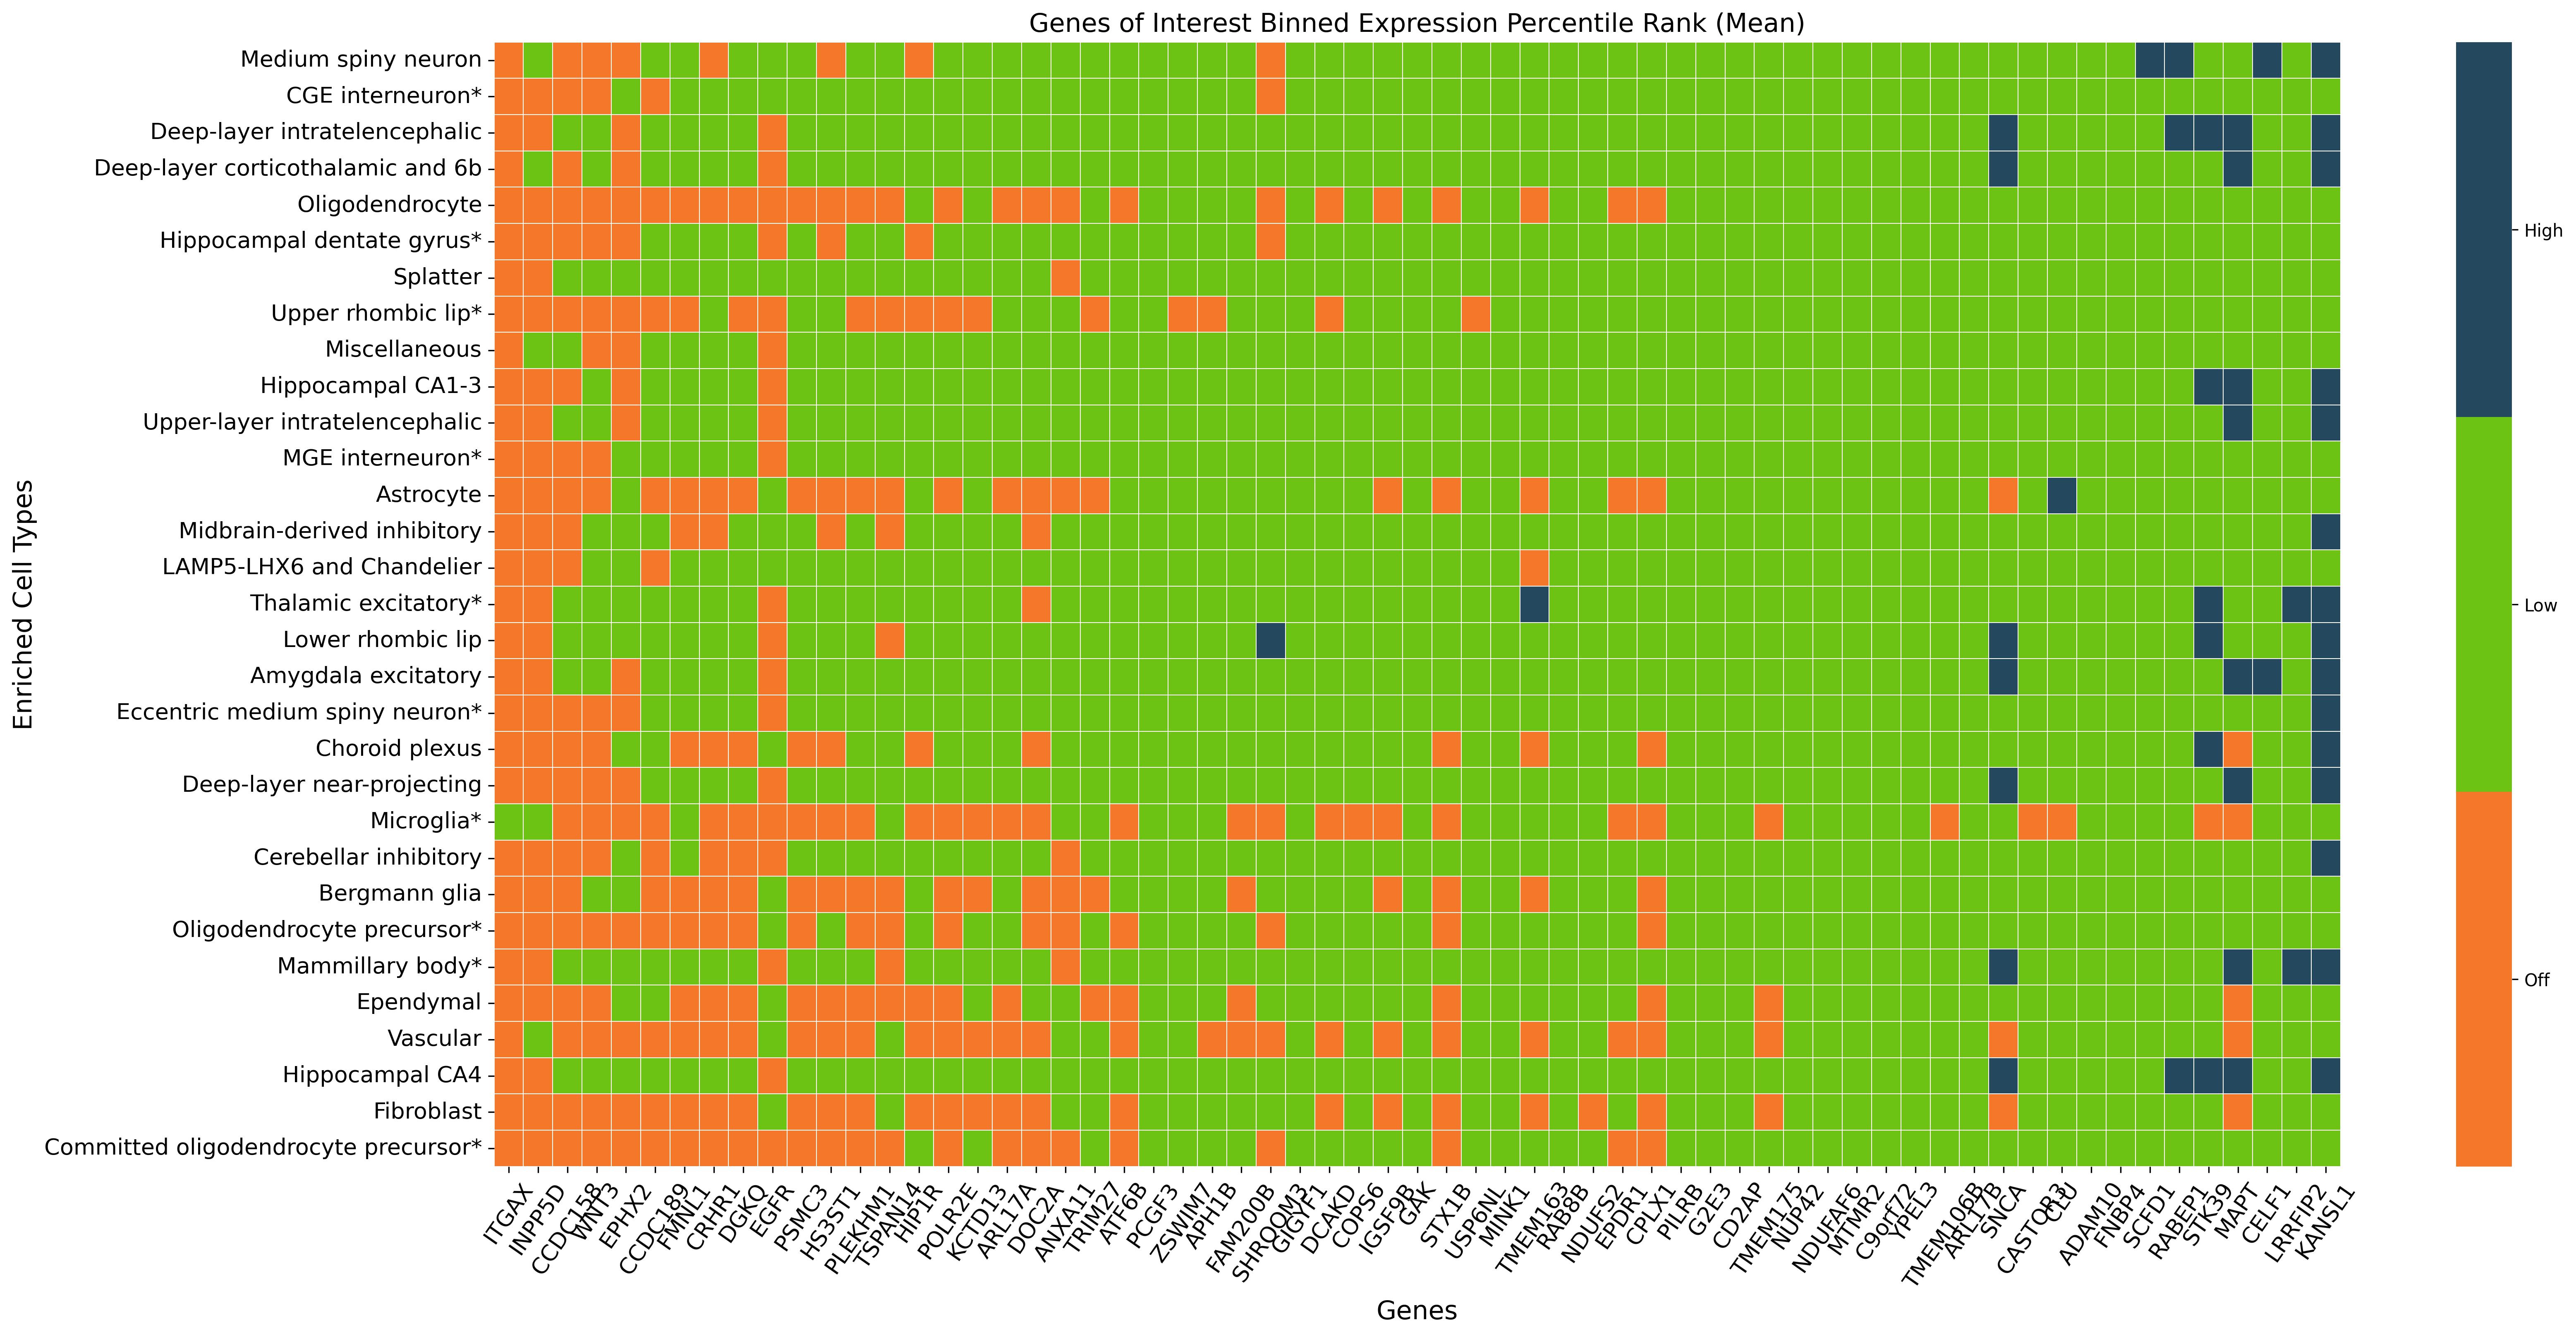 Genes of Interest Binned Expression Percentile Rank (Mean)
Enriched Cell Types
Medium spiny neuron
CGE interneuron*
Deep-layer intratelencephalic
Deep-layer corticothalamic and 6b
Oligodendrocyte
Hippocampal dentate gyrus*
Splatter
Upper rhombic lip*
Miscellaneous
Hippocampal CA1-3
Upper-layer intratelencephalic
MGE interneuron*
Astrocyte
Midbrain-derived inhibitory
LAMP5-LHX6 and Chandelier
Thalamic excitatory*
Lower rhombic lip
Amygdala excitatory
Eccentric medium spiny neuron*
Choroid plexus
Deep-layer near-projecting
Microglia*
Cerebellar inhibitory
Bergmann glia
Oligodendrocyte precursor*
Mammillary body*
Ependymal
Vascular
Hippocampal CA4
Fibroblast
Committed oligodendrocyte precursor*
ITGAX
INPP5D
CCDC158
WNT3
EPHX2
CCDC189
FMNL1
CRHR1
DGKQ
EGFR
PSMC3
HS3ST1
PLEKHM1
TSPAN14
HIP1R
POLR2E
KCTD13
ARL17A
DOC2A
ANXA11
TRIM27
ATF6B
PCGF3
ZSWIM7
APH1B
FAM200B
SHROOM3
GIGYF1
DCAKD
COPS6
IGSF9B
GAK
STX1B
USP6NL
MINK1
TMEM163
RAB8B
NDUFS2
EPDR1
CPLX1
PILRB
G2E3
CD2AP
TMEM175
NUP42
NDUFAF6
MTMR2
C9orf72
YPEL3
TMEM106B
ARL17B
SNCA
CASTOR3
CLU
ADAM10
FNBP4
SCFD1
RABEP1
STK39
MAPT
CELF1
LRRFIP2
KANSL1
Genes
High
Low
Off